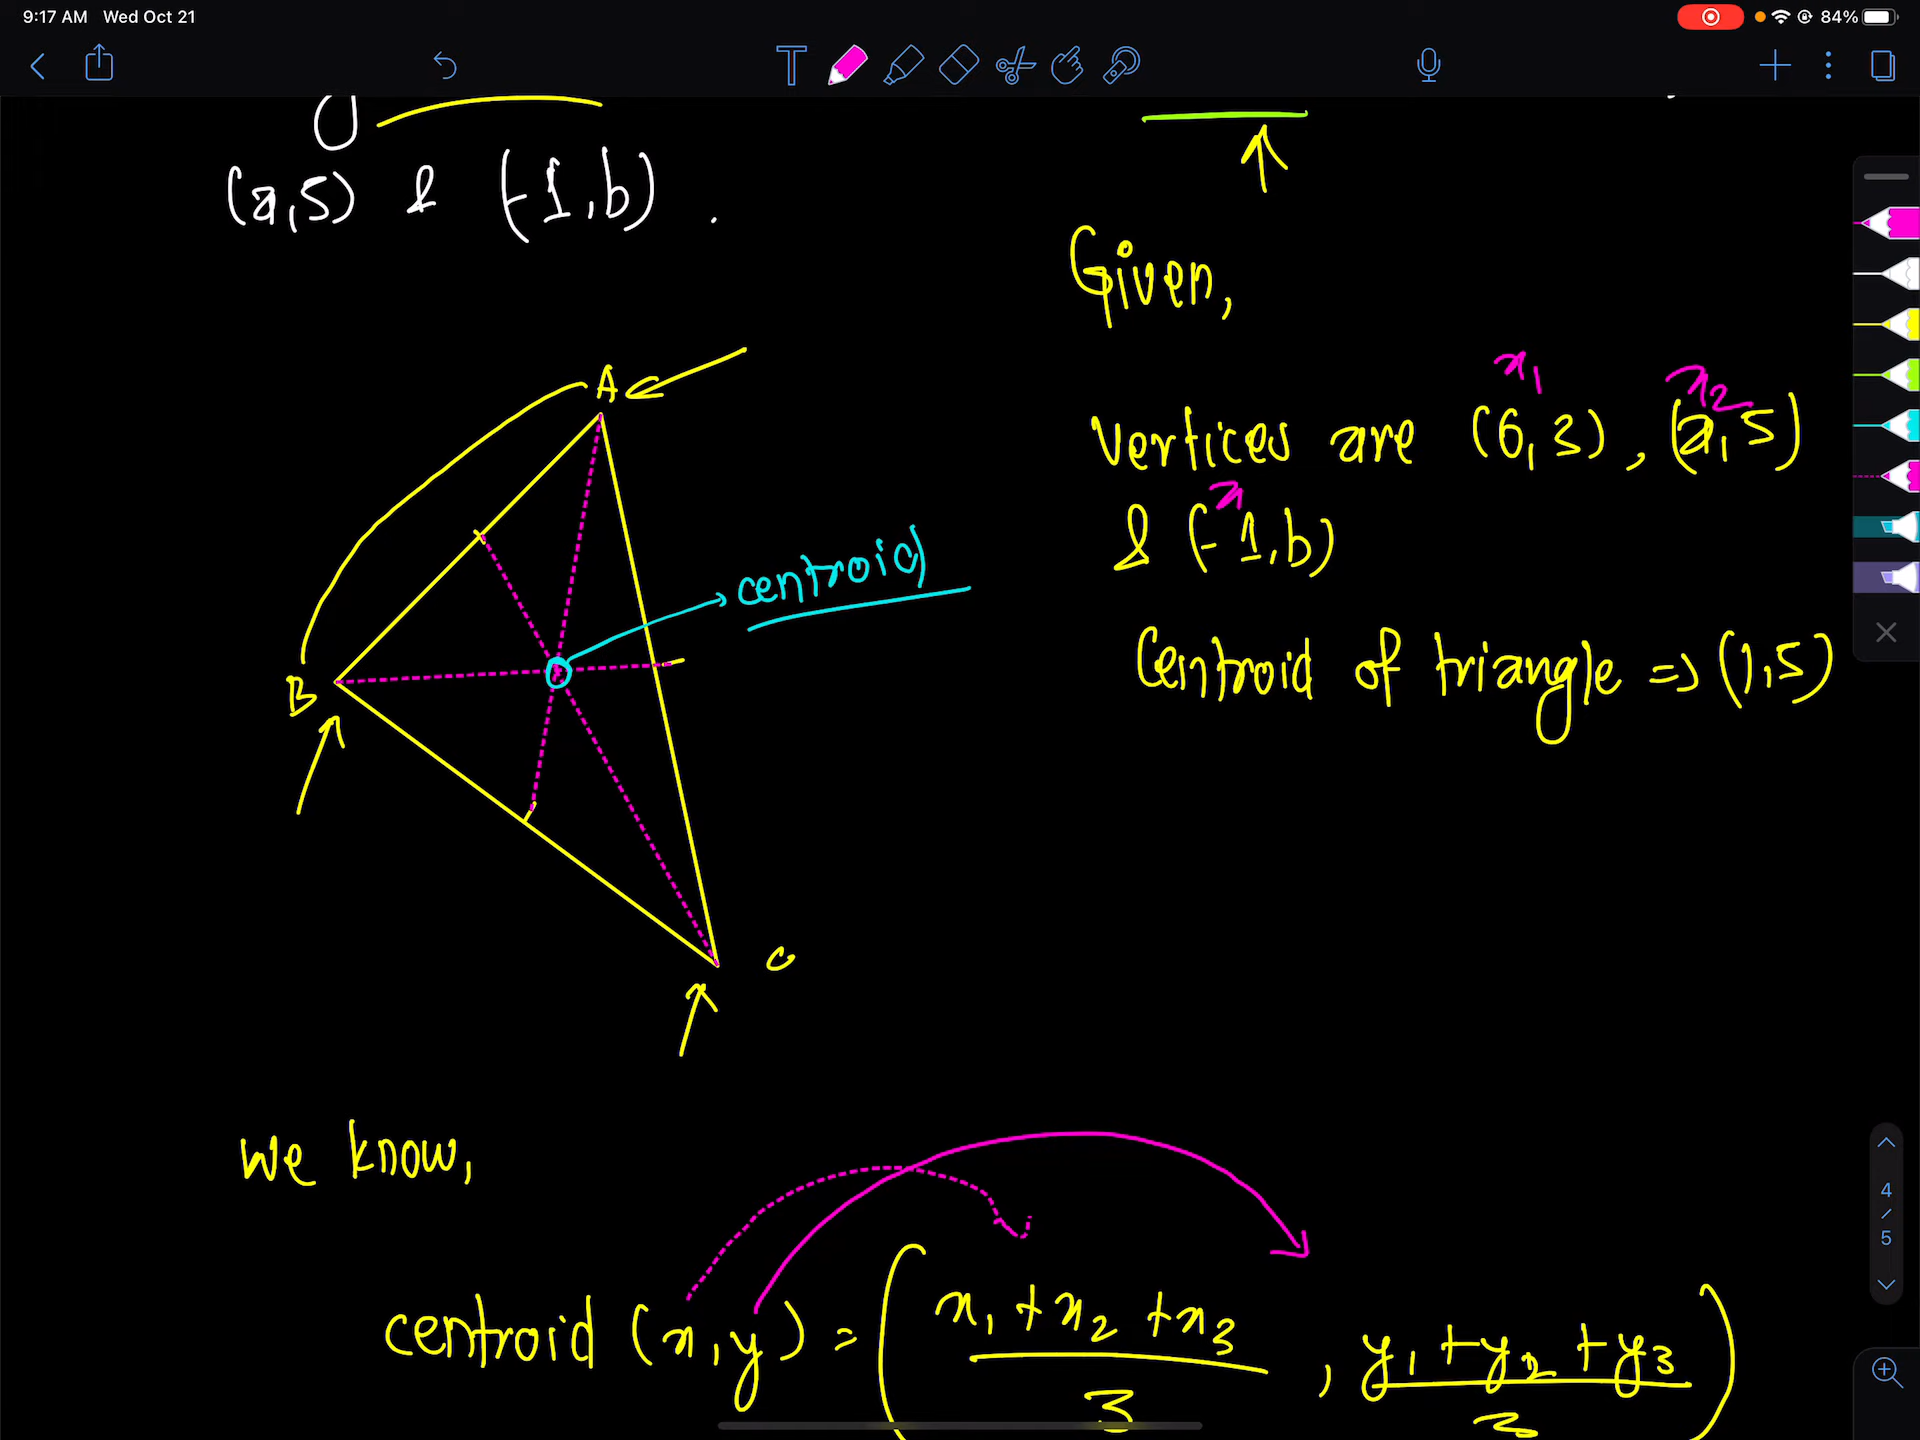 9:17 AM Wed Oct 21
84%
T
(a,5) & (-1,b) .
Given,
x1 x2
vertices are (6,3), (a,5)
x
& (-1,b)
Centroid of triangle => (1,5)
A
centroid
B
C
4
/
5
we know,
centroid (x,y) = ( x1 + x2 + x3 / 3 , y1 + y2 + y3 / 3 )